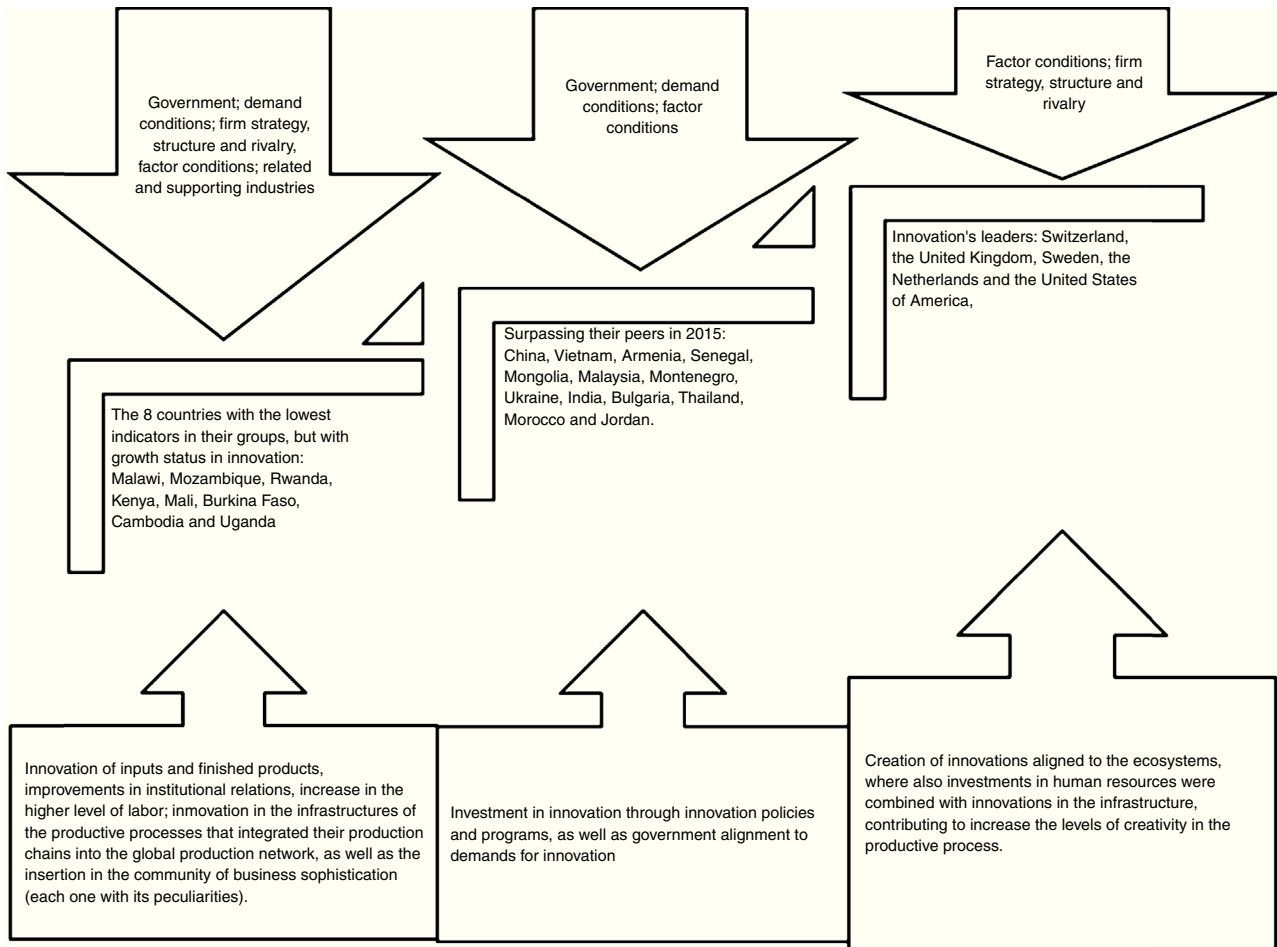 Government; demand
conditions; firm strategy,
structure and rivalry,
factor conditions; related
and supporting industries
Government; demand
conditions; factor
conditions
Factor conditions; firm
strategy, structure and
rivalry
The 8 countries with the lowest
indicators in their groups, but with
growth status in innovation:
Malawi, Mozambique, Rwanda,
Kenya, Mali, Burkina Faso,
Cambodia and Uganda
Surpassing their peers in 2015:
China, Vietnam, Armenia, Senegal,
Mongolia, Malaysia, Montenegro,
Ukraine, India, Bulgaria, Thailand,
Morocco and Jordan.
Innovation's leaders: Switzerland,
the United Kingdom, Sweden, the
Netherlands and the United States
of America,
Innovation of inputs and finished products,
improvements in institutional relations, increase in the
higher level of labor; inmovation in the infrastructures of
the productive processes that integrated their production
chains into the global production network, as well as the
insertion in the community of business sophistication
(each one with its peculiarities).
Investment in innovation through innovation policies
and programs, as well as government alignment to
demands for innovation
Creation of innovations aligned to the ecosystems,
where also investments in human resources were
combined with innovations in the infrastructure,
contributing to increase the levels of creativity in the
productive process.